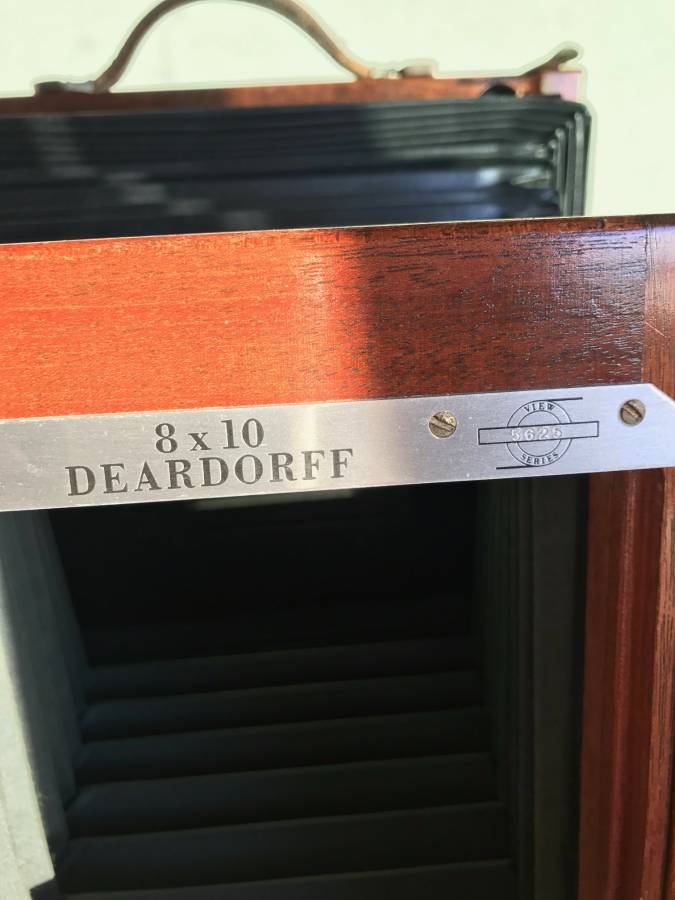 8 x 10
DEARDORFF
VIEW
5625
SERIES